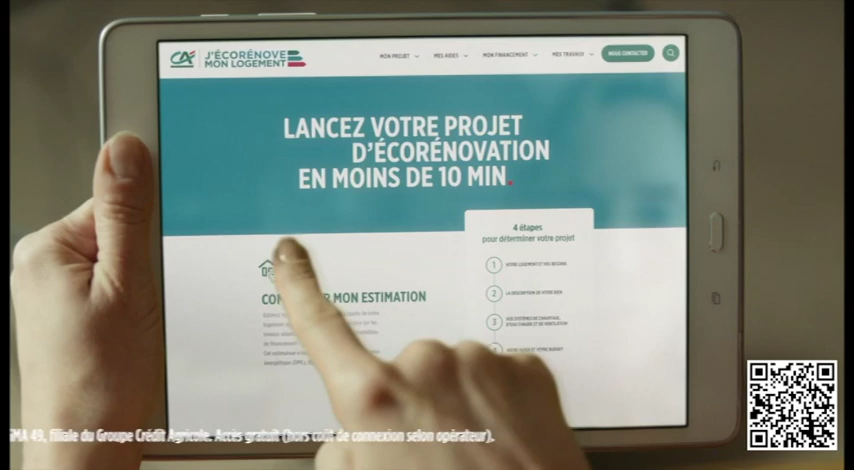 CA J'ÉCORÉNOVE
MON LOGEMENT
MON PROJET MES AIDES MON FINANCEMENT MES TRAVAUX NOUS CONTACTER
LANCEZ VOTRE PROJET
D'ÉCORÉNOVATION
EN MOINS DE 10 MIN.
4 étapes
pour déterminer votre projet
1 VOTRE LOGEMENT ET VOS BESOINS
2 LA DESCRIPTION DE VOTRE BIEN
3 VOS SYSTÈMES DE CHAUFFAGE,
D'EAU CHAUDE ET DE VENTILATION
ET VOTRE BUDGET
MON ESTIMATION
49, filiale du Groupe Crédit Agricole. Accès gratuit (hors coût de connexion selon opérateur).